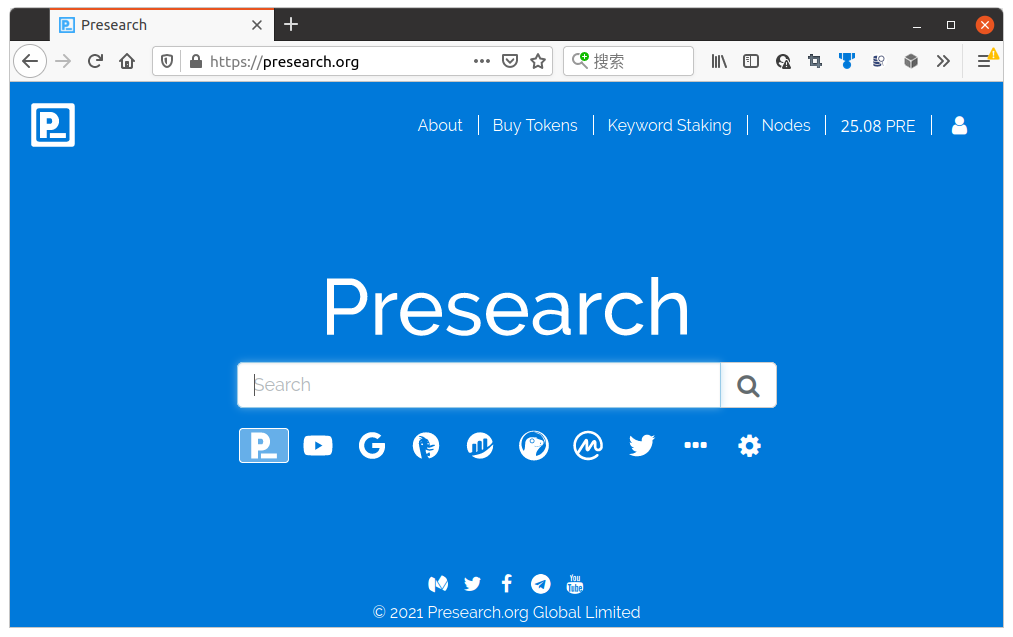 Presearch
https://presearch.org
搜索
About
Buy Tokens
Keyword Staking
Nodes
25.08 PRE
Presearch
Search
You Tube
© 2021 Presearch.org Global Limited